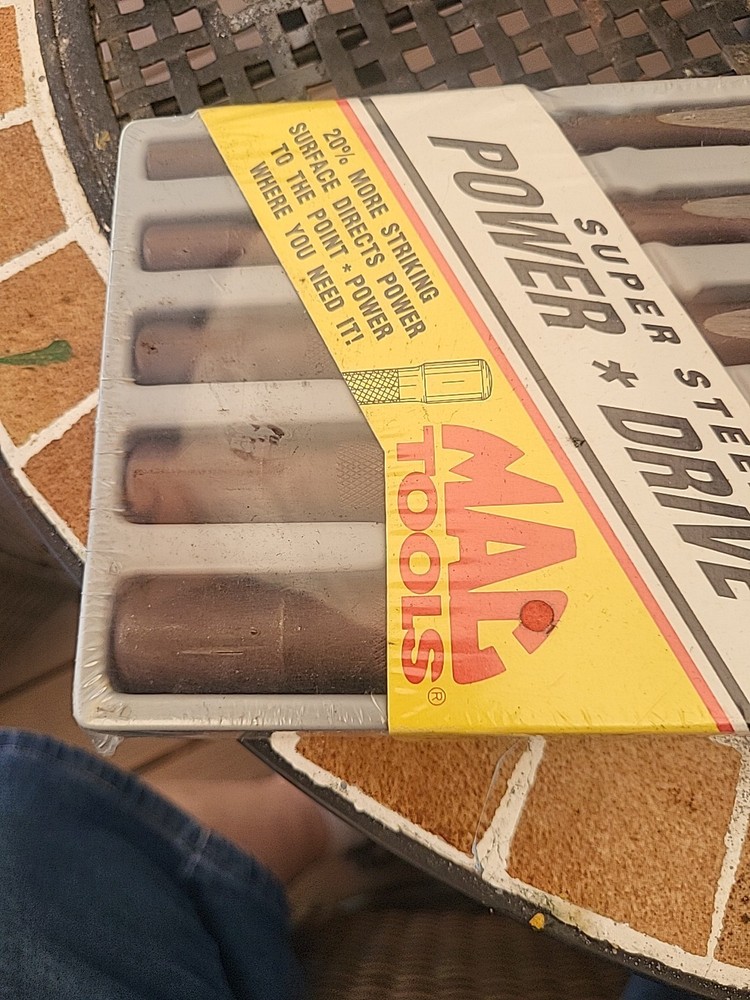 20% MORE STRIKING
SURFACE DIRECTS POWER
TO THE POINT * POWER
WHERE YOU NEED IT!
MAC
TOOLS®
SUPER STEE
POWER * DRIVE